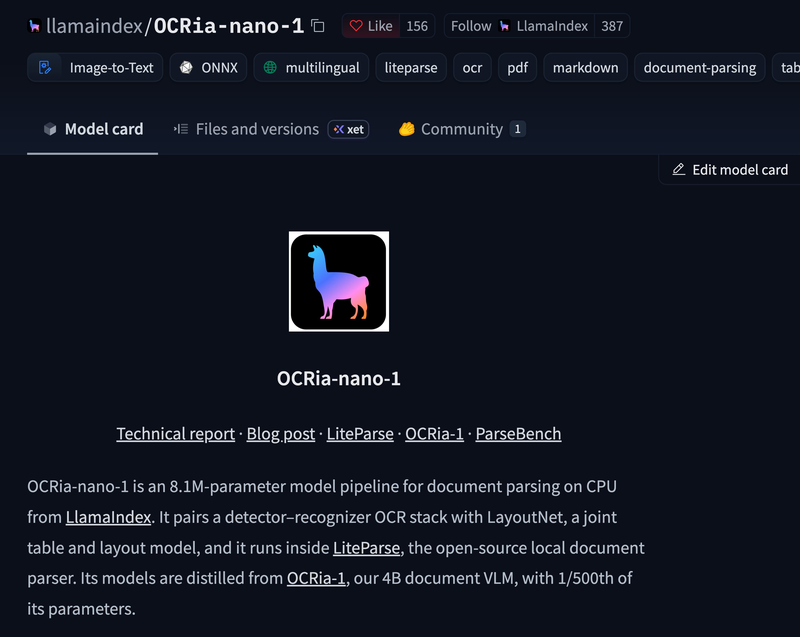 llamaindex/OCRia-nano-1 Like 156 Follow LlamaIndex 387
Image-to-Text ONNX multilingual liteparse ocr pdf markdown document-parsing tab
Model card Files and versions xet Community 1
Edit model card
OCRia-nano-1
Technical report · Blog post · LiteParse · OCRia-1 · ParseBench
OCRia-nano-1 is an 8.1M-parameter model pipeline for document parsing on CPU
from LlamaIndex. It pairs a detector–recognizer OCR stack with LayoutNet, a joint
table and layout model, and it runs inside LiteParse, the open-source local document
parser. Its models are distilled from OCRia-1, our 4B document VLM, with 1/500th of
its parameters.